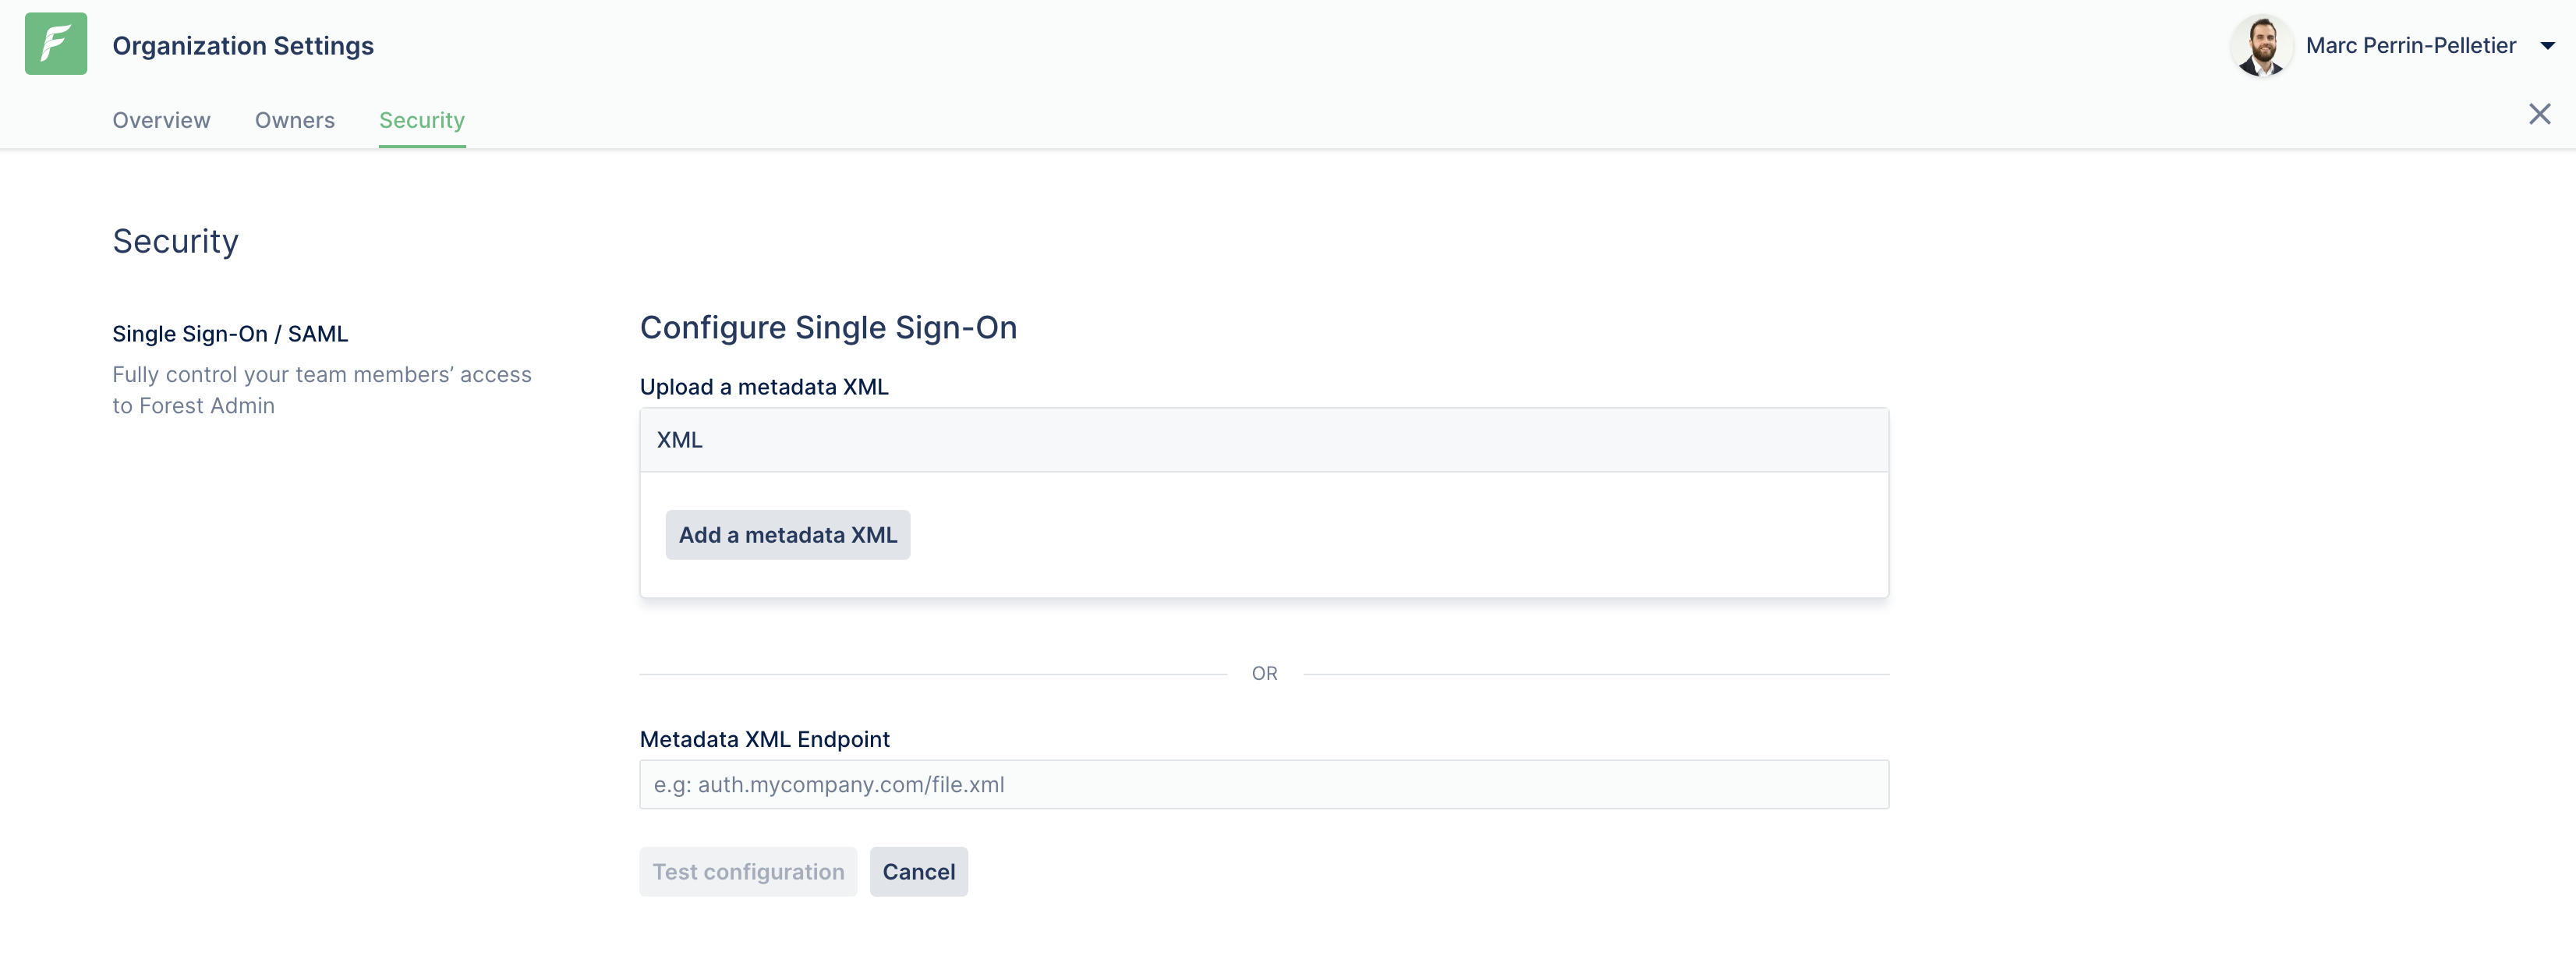 Organization Settings
Marc Perrin-Pelletier
Overview
Owners
Security
Security
Single Sign-On / SAML
Fully control your team members’ access
to Forest Admin
Configure Single Sign-On
Upload a metadata XML
XML
Add a metadata XML
OR
Metadata XML Endpoint
e.g: auth.mycompany.com/file.xml
Test configuration
Cancel